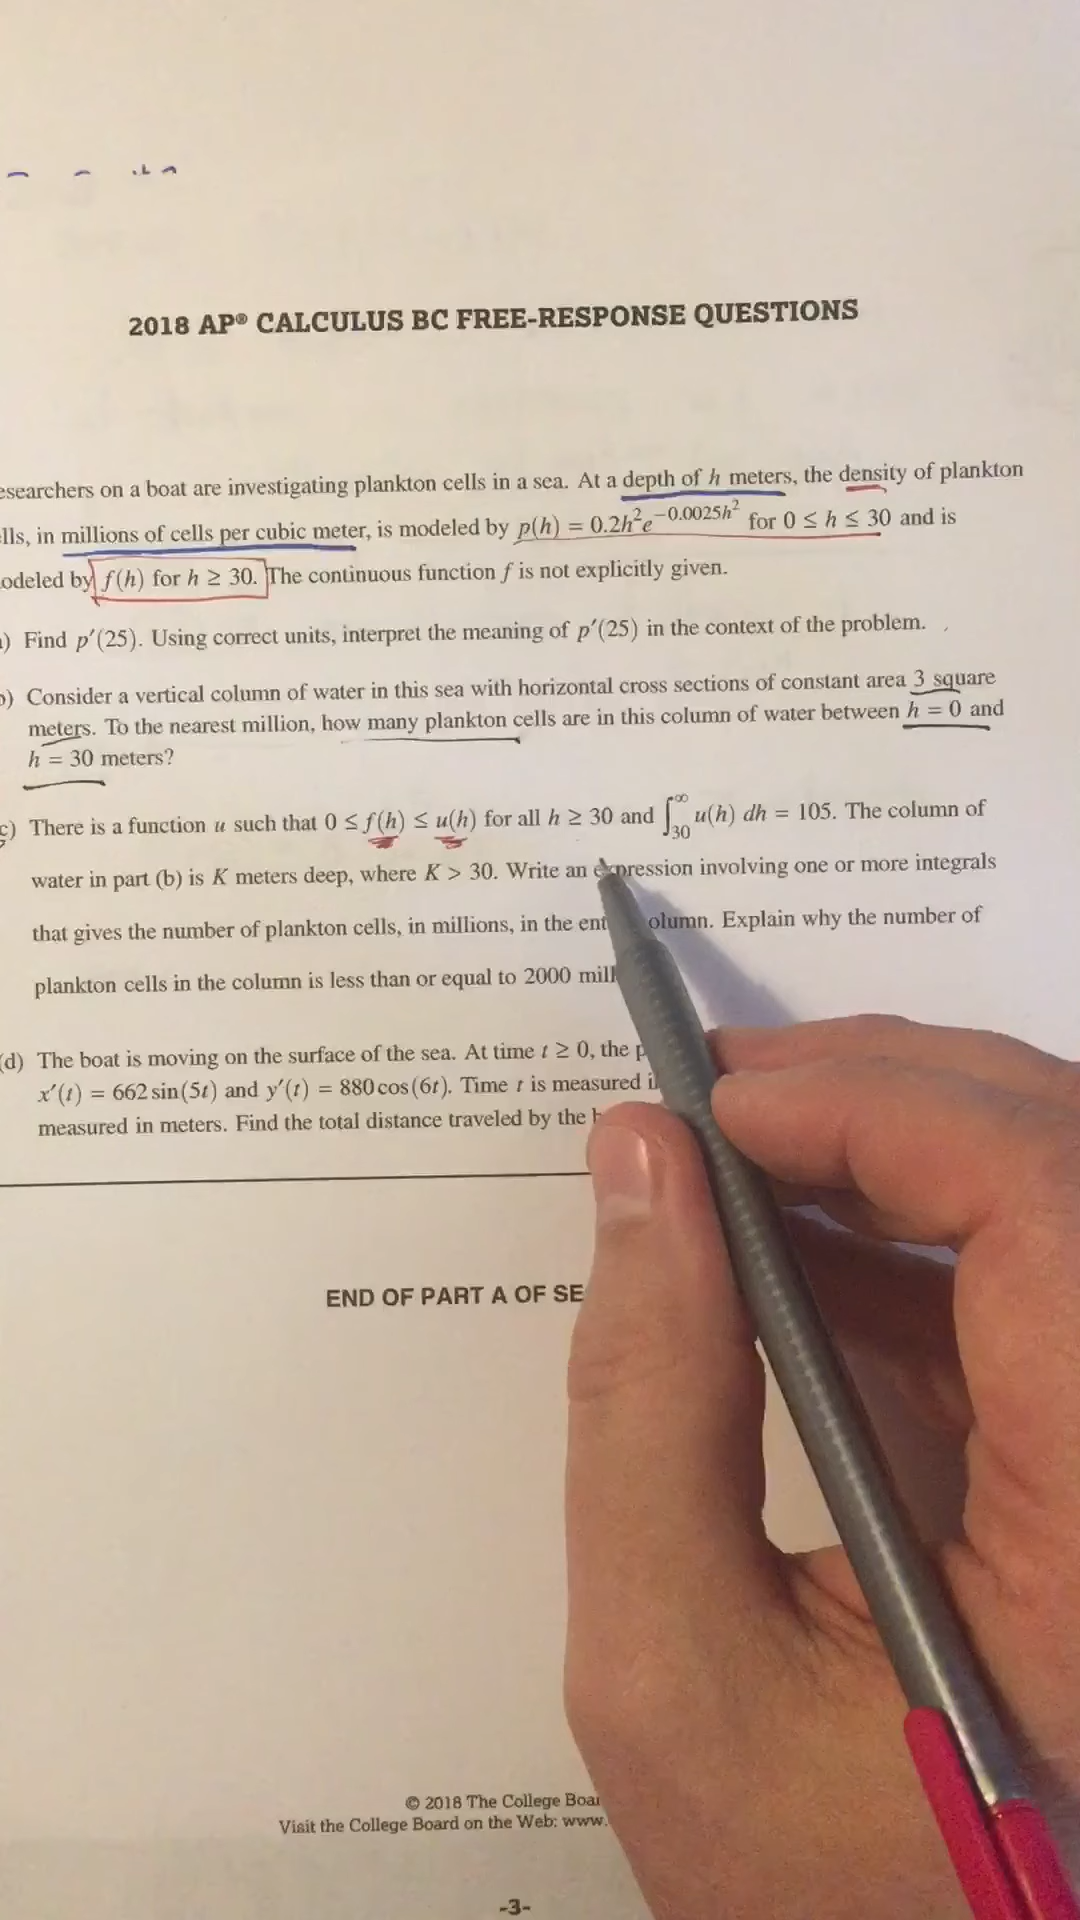 2018 AP® CALCULUS BC FREE-RESPONSE QUESTIONS
esearchers on a boat are investigating plankton cells in a sea. At a depth of h meters, the density of plankton
lls, in millions of cells per cubic meter, is modeled by p(h) = 0.2h²e^{−0.0025h²} for 0 ≤ h ≤ 30 and is
odeled by f(h) for h ≥ 30. The continuous function f is not explicitly given.
) Find p′(25). Using correct units, interpret the meaning of p′(25) in the context of the problem.
) Consider a vertical column of water in this sea with horizontal cross sections of constant area 3 square
meters. To the nearest million, how many plankton cells are in this column of water between h = 0 and
h = 30 meters?
c) There is a function u such that 0 ≤ f(h) ≤ u(h) for all h ≥ 30 and ∫_{30}^{∞} u(h) dh = 105. The column of
water in part (b) is K meters deep, where K > 30. Write an expression involving one or more integrals
that gives the number of plankton cells, in millions, in the ent olumn. Explain why the number of
plankton cells in the column is less than or equal to 2000 mill
(d) The boat is moving on the surface of the sea. At time t ≥ 0, the p
x′(t) = 662 sin(5t) and y′(t) = 880 cos(6t). Time t is measured i
measured in meters. Find the total distance traveled by the b
END OF PART A OF SE
© 2018 The College Boar
Visit the College Board on the Web: www.
-3-